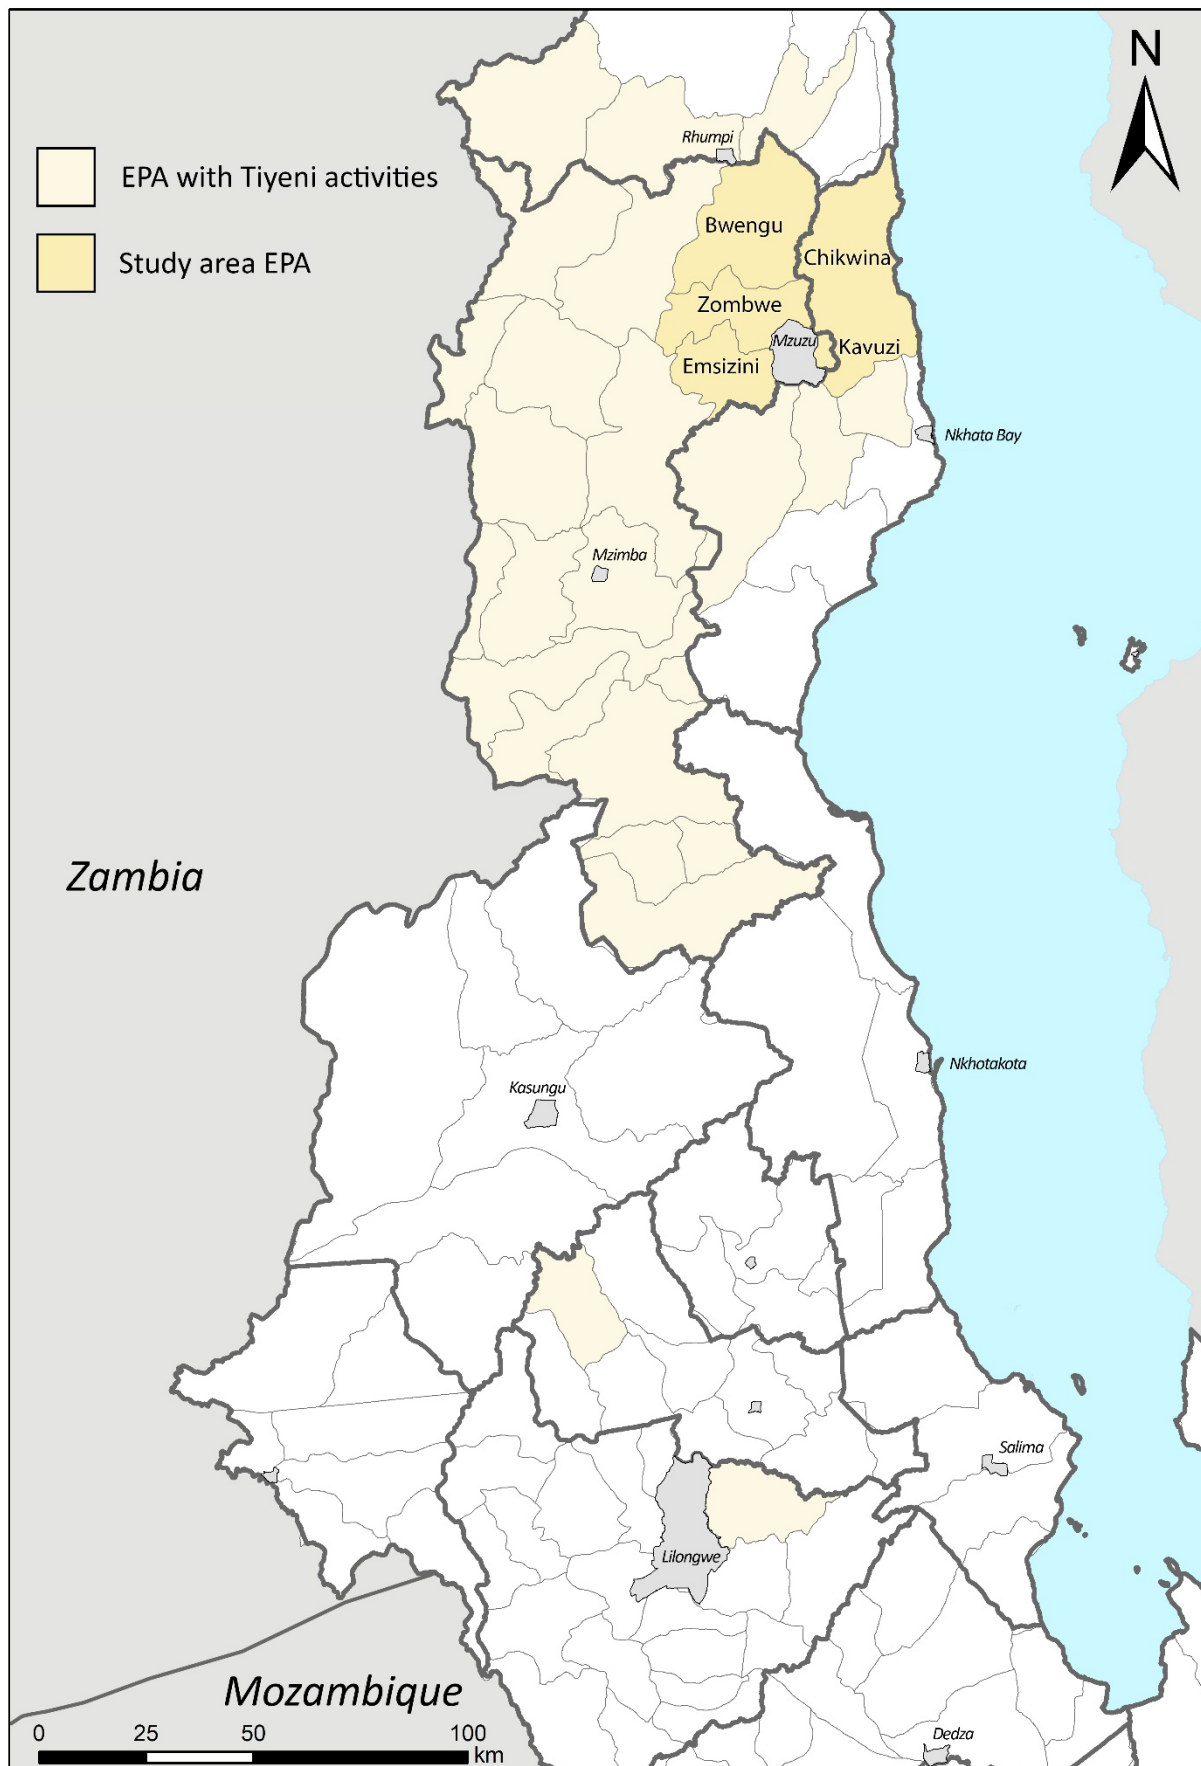 N
Rhumpi
EPA with Tiyeni activities
Bwengu
Study area EPA
Chikwina
Zombwe
Mzuzu
Kavuzi
Emsizini
Nkhata Bay
Mzimba
Zambia
Nkhotakota
Kasungu
Salima
Lilongwe
Mozambique
Dedza
0 25 50 100
km